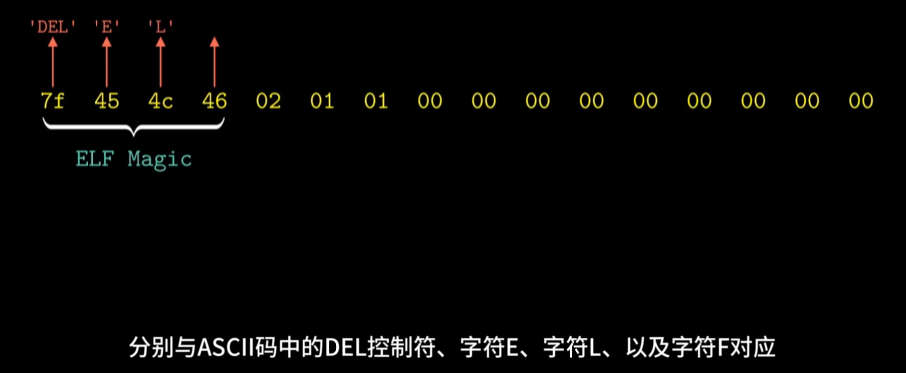 'DEL' 'E' 'L'
7f 45 4c 46 02 01 01 00 00 00 00 00 00 00 00 00
ELF Magic
分别与ASCII码中的DEL控制符、字符E、字符L、以及字符F对应